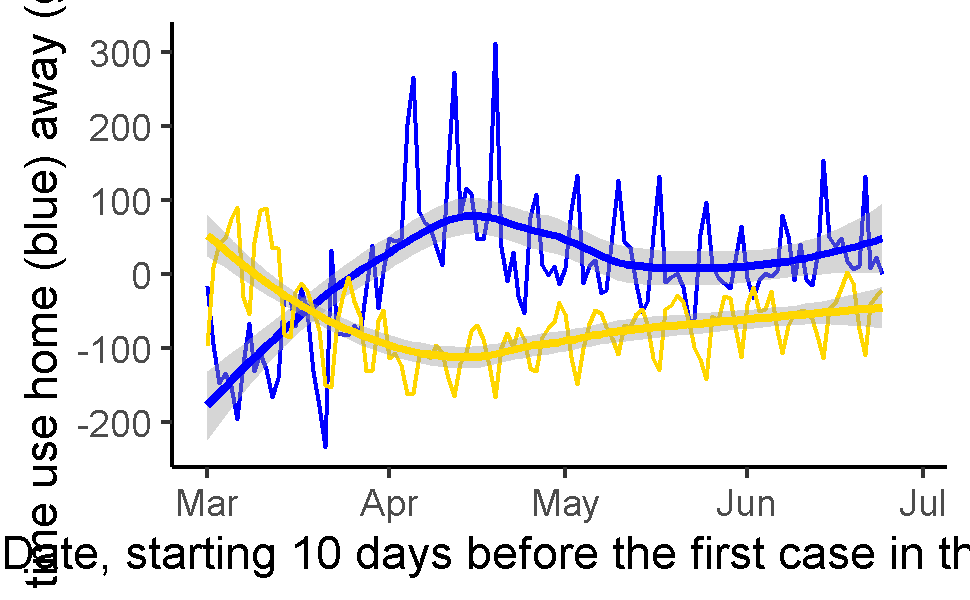 time use home (blue) away (
300
200
100
0
-100
-200
Mar Apr May Jun Jul
Date, starting 10 days before the first case in th